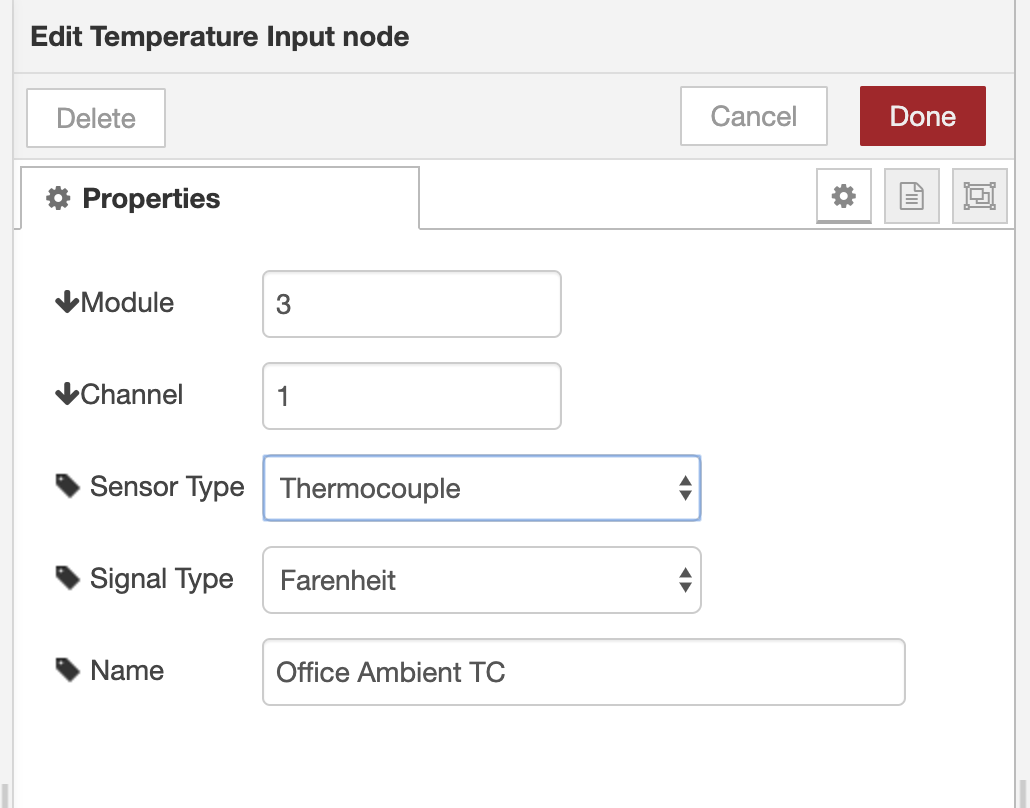 Edit Temperature Input node
Delete
Cancel
Done
Properties
Module
3
Channel
1
Sensor Type
Thermocouple
Signal Type
Farenheit
Name
Office Ambient TC